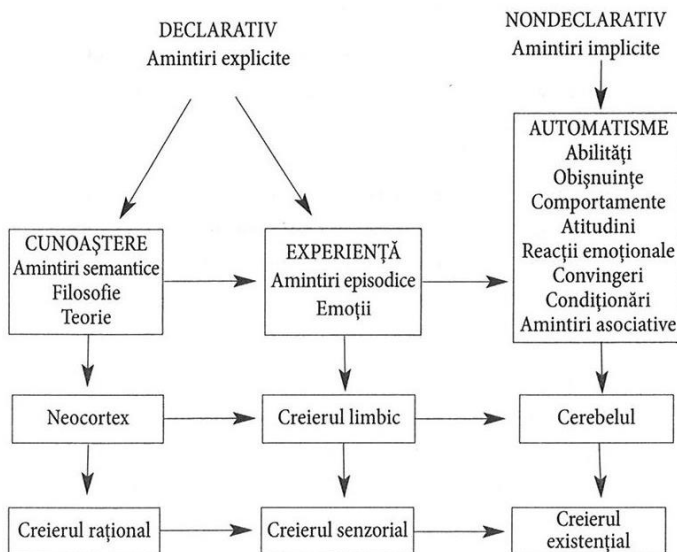 DECLARATIV
Amintiri explicite
NONDECLARATIV
Amintiri implicite
CUNOAȘTERE
Amintiri semantice
Filosofie
Teorie
EXPERIENȚĂ
Amintiri episodice
Emoții
AUTOMATISME
Abilități
Obișnuințe
Comportamente
Atitudini
Reacții emoționale
Convingeri
Condiționări
Amintiri asociative
Neocortex
Creierul limbic
Cerebelul
Creierul rațional
Creierul senzorial
Creierul
existențial